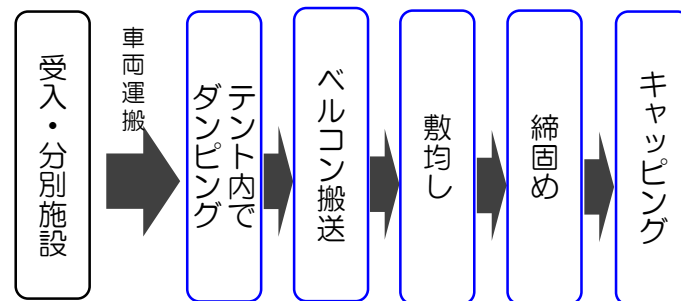 受入・分別施設
車両運搬
テント内で
ダンピング
ベルコン搬送
敷均し
締固め
キャッピング